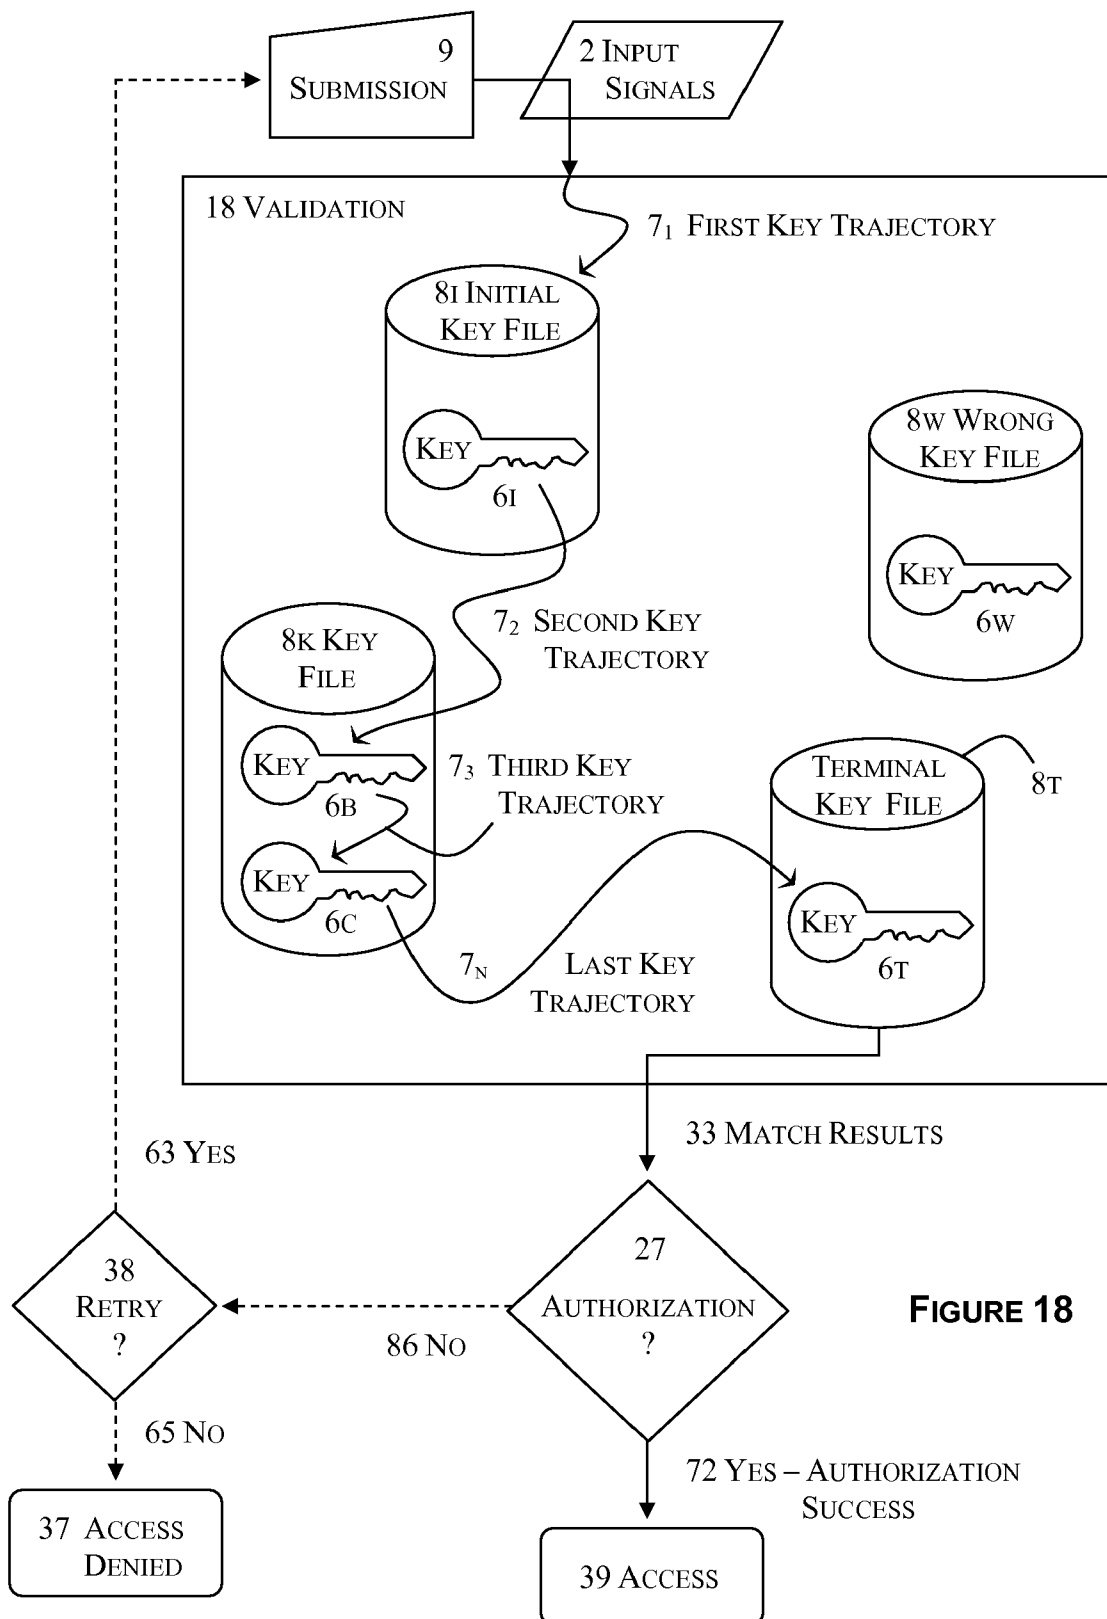 9
SUBMISSION
2 INPUT
SIGNALS
18 VALIDATION
7₁ FIRST KEY TRAJECTORY
8I INITIAL
KEY FILE
KEY
6I
8W WRONG
KEY FILE
KEY
6W
7₂ SECOND KEY
TRAJECTORY
8K KEY
FILE
KEY
6B
7₃ THIRD KEY
TRAJECTORY
KEY
6C
TERMINAL
KEY FILE
8T
KEY
6T
7N LAST KEY
TRAJECTORY
33 MATCH RESULTS
63 YES
38
RETRY
?
27
AUTHORIZATION
?
86 NO
FIGURE 18
65 NO
72 YES – AUTHORIZATION
SUCCESS
37 ACCESS
DENIED
39 ACCESS